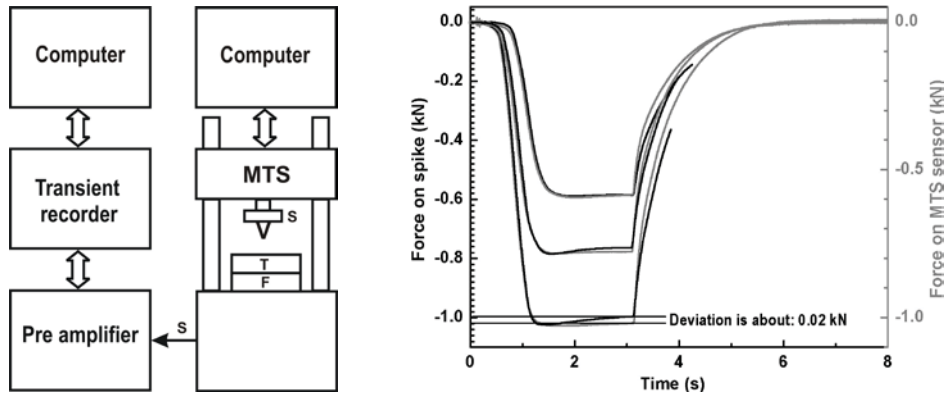 Computer
Transient
recorder
Pre amplifier
S
Computer
MTS
S
T
F
Force on spike (kN)
0.0
-0.2
-0.4
-0.6
-0.8
-1.0
0
2
4
6
8
Time (s)
Deviation is about: 0.02 kN
0.0
-0.5
-1.0
Force on MTS sensor (kN)